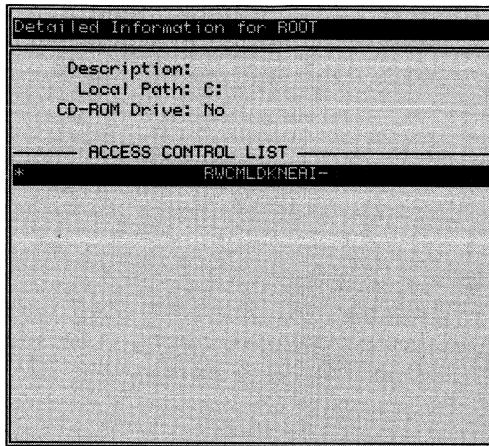 Detailed Information for ROOT
Description:
Local Path: C:
CD-ROM Drive: No
ACCESS CONTROL LIST
* RWCMLDKNEAI-